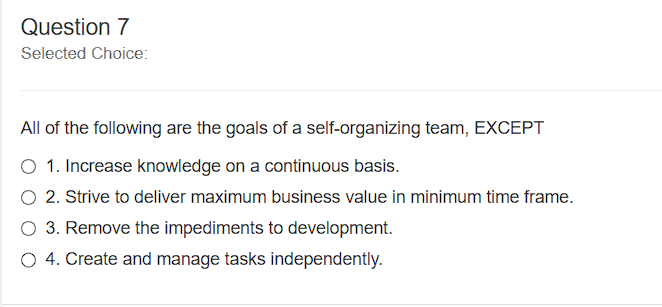 Question 7
Selected Choice:
All of the following are the goals of a self-organizing team, EXCEPT
1. Increase knowledge on a continuous basis.
2. Strive to deliver maximum business value in minimum time frame.
3. Remove the impediments to development.
4. Create and manage tasks independently.